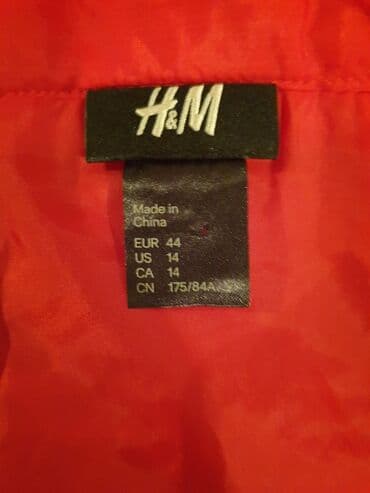 H&M
Made in
China
EUR 44
US 14
CA 14
CN 175/84A